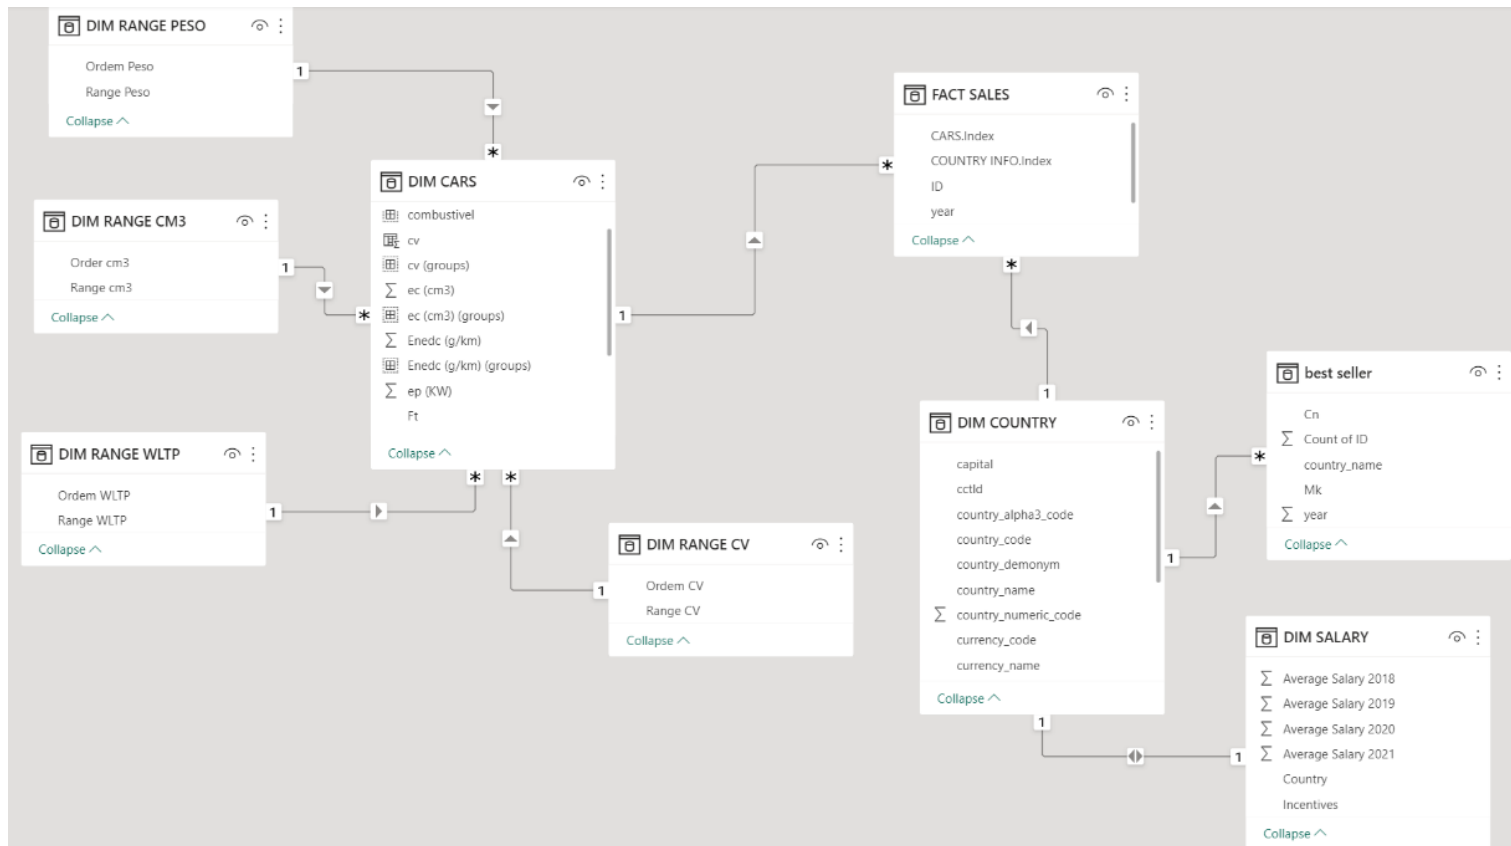 DIM RANGE PESO
Ordem Peso
Range Peso
Collapse
1
*
DIM RANGE CM3
Order cm3
Range cm3
Collapse
1
*
DIM RANGE WLTP
Ordem WLTP
Range WLTP
Collapse
1
*
DIM CARS
combustivel
cv
cv (groups)
ec (cm3)
ec (cm3) (groups)
Enedc (g/km)
Enedc (g/km) (groups)
ep (KW)
Ft
Collapse
1
*
*
DIM RANGE CV
Ordem CV
Range CV
Collapse
1
FACT SALES
CARS.Index
COUNTRY INFO.Index
ID
year
Collapse
*
1
DIM COUNTRY
capital
cctld
country_alpha3_code
country_code
country_demonym
country_name
country_numeric_code
currency_code
currency_name
Collapse
1
1
*
best seller
Cn
Count of ID
country_name
Mk
year
Collapse
1
DIM SALARY
Average Salary 2018
Average Salary 2019
Average Salary 2020
Average Salary 2021
Country
Incentives
Collapse